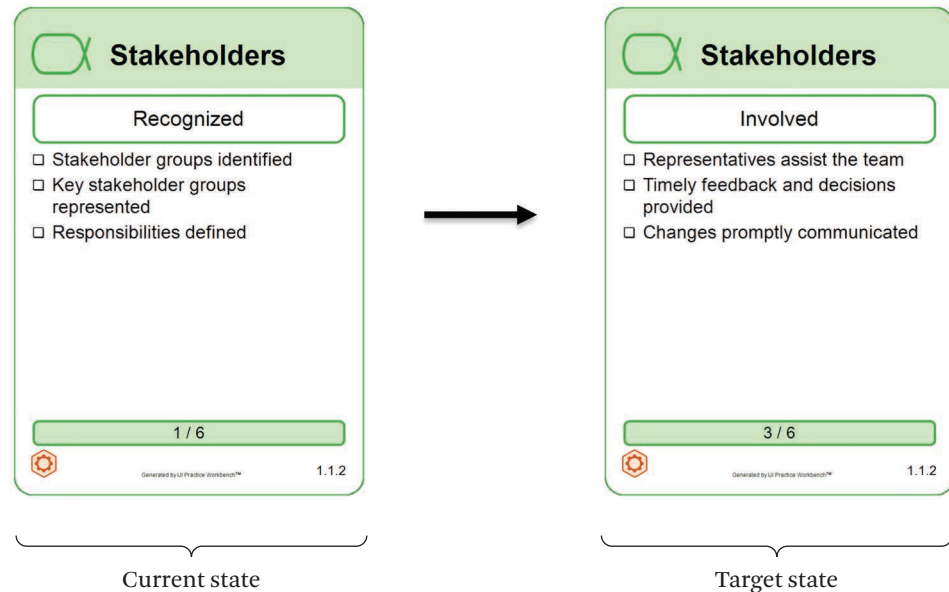 Stakeholders
Recognized
❑ Stakeholder groups identified
❑ Key stakeholder groups
represented
❑ Responsibilities defined
1 / 6
Generated by IJI Practice Workbench™
1.1.2
Current state
Stakeholders
Involved
❑ Representatives assist the team
❑ Timely feedback and decisions
provided
❑ Changes promptly communicated
3 / 6
Generated by IJI Practice Workbench™
1.1.2
Target state